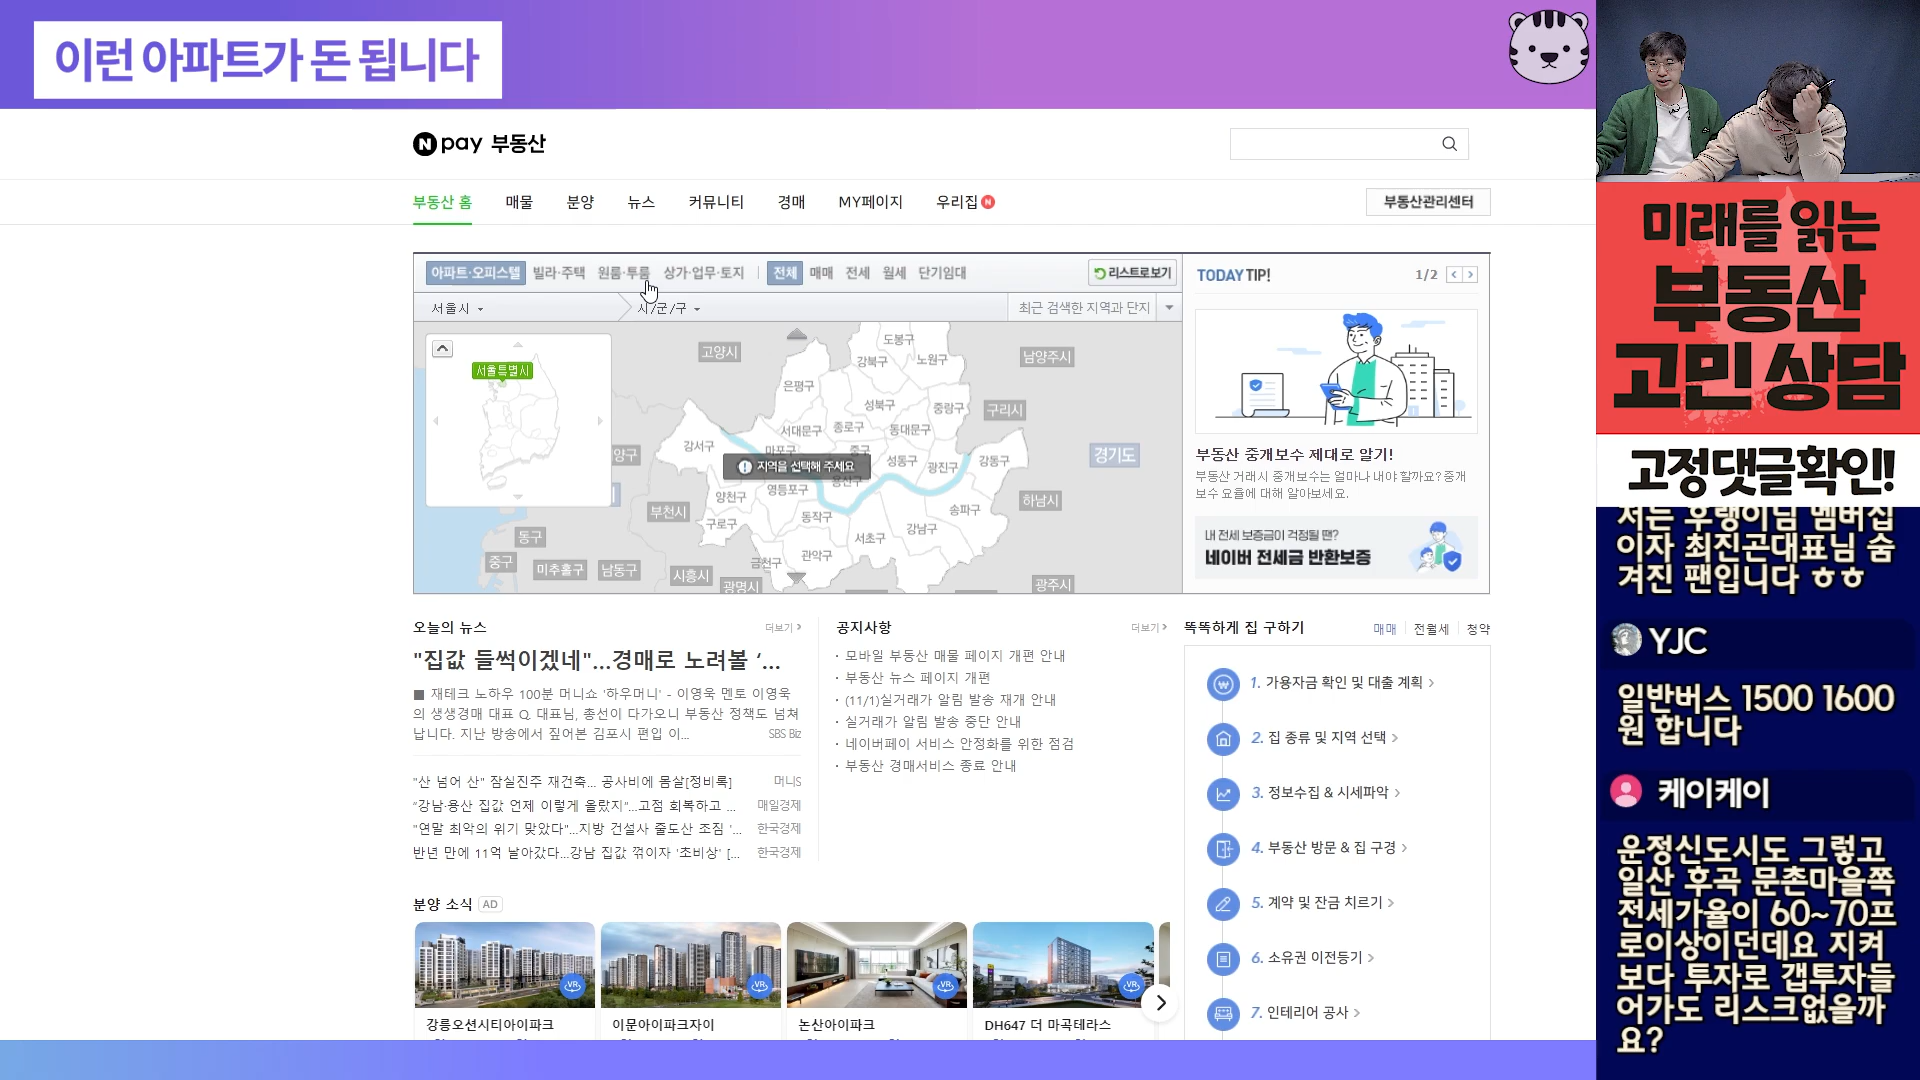 이런 아파트가 돈 됩니다
N pay 부동산
부동산 홈 매물 분양 뉴스 커뮤니티 경매 MY페이지 우리집 N
부동산관리센터
아파트·오피스텔 빌라·주택 원룸·투룸 상가·업무·토지 전체 매매 전세 월세 단기임대
리스트로보기
서울시 시/군/구 최근 검색한 지역과 단지
서울특별시
고양시
도봉구
강북구
노원구
남양주시
은평구
성북구
중랑구
구리시
서대문구
종로구
동대문구
강서구
마포구
중구
양구
성동구
광진구
강동구
경기도
지역을 선택해 주세요
용산구
양천구
영등포구
하남시
부천시
구로구
동작구
송파구
동구
서초구
강남구
중구
미추홀구
남동구
시흥시
금천구
관악구
광명시
광주시
TODAY TIP!
1/2
부동산 중개보수 제대로 알기!
부동산 거래시 중개보수는 얼마나 내야 할까요? 중개
보수 요율에 대해 알아보세요.
내 전세 보증금이 걱정될 땐?
네이버 전세금 반환보증
오늘의 뉴스
더보기
"집값 들썩이겠네"...경매로 노려볼 ‘...
■ 재테크 노하우 100분 머니쇼 '하우머니' - 이영욱 멘토 이영욱
의 생생경매 대표 Q. 대표님, 총선이 다가오니 부동산 정책도 넘쳐
납니다. 지난 방송에서 짚어본 김포시 편입 이...
SBS Biz
"산 넘어 산" 잠실진주 재건축... 공사비에 몸살[정비록]
머니S
"강남·용산 집값 언제 이렇게 올랐지"...고점 회복하고 ...
매일경제
"연말 최악의 위기 맞았다"...지방 건설사 줄도산 조짐 '...
한국경제
반년 만에 11억 날아갔다...강남 집값 꺾이자 '초비상' [...
한국경제
공지사항
더보기
· 모바일 부동산 매물 페이지 개편 안내
· 부동산 뉴스 페이지 개편
· (11/1)실거래가 알림 발송 재개 안내
· 실거래가 알림 발송 중단 안내
· 네이버페이 서비스 안정화를 위한 점검
· 부동산 경매서비스 종료 안내
똑똑하게 집 구하기
매매 전월세 청약
1. 가용자금 확인 및 대출 계획
2. 집 종류 및 지역 선택
3. 정보수집 & 시세파악
4. 부동산 방문 & 집 구경
5. 계약 및 잔금 치르기
6. 소유권 이전등기
7. 인테리어 공사
분양 소식 AD
VR
VR
VR
VR
강릉오션시티아이파크
이문아이파크자이
논산아이파크
DH647 더 마곡테라스
미래를 읽는
부동산
고민 상담
고정댓글확인!
저는 우랭이님 멤버십
이자 최진곤대표님 숨
겨진 팬입니다 ㅎㅎ
YJC
일반버스 1500 1600
원 합니다
케이케이
운정신도시도 그렇고
일산 후곡 문촌마을쪽
전세가율이 60~70프
로이상이던데요 지켜
보다 투자로 갭투자들
어가도 리스크없을까
요?